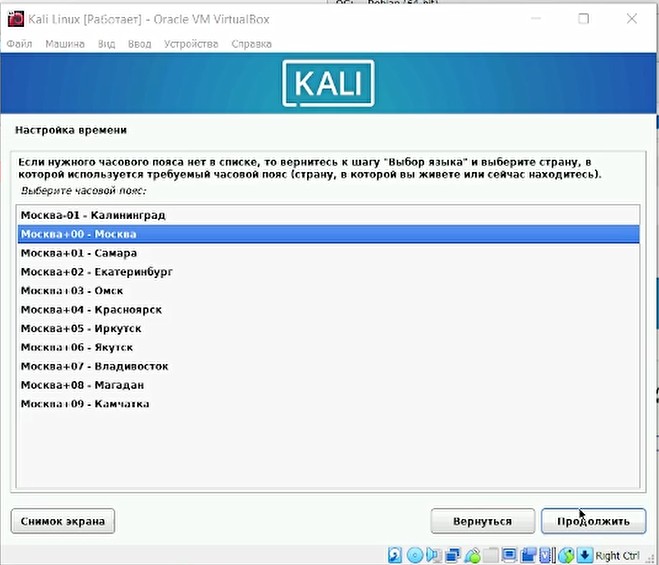 ОС: Debian (64-bit)
Kali Linux [Работает] - Oracle VM VirtualBox
Файл Машина Вид Ввод Устройства Справка
KALI
Настройка времени
Если нужного часового пояса нет в списке, то вернитесь к шагу "Выбор языка" и выберите страну, в
которой используется требуемый часовой пояс (страну, в которой вы живете или сейчас находитесь).
Выберите часовой пояс:
Москва-01 - Калининград
Москва+00 - Москва
Москва+01 - Самара
Москва+02 - Екатеринбург
Москва+03 - Омск
Москва+04 - Красноярск
Москва+05 - Иркутск
Москва+06 - Якутск
Москва+07 - Владивосток
Москва+08 - Магадан
Москва+09 - Камчатка
Снимок экрана Вернуться Продолжить
Right Ctrl